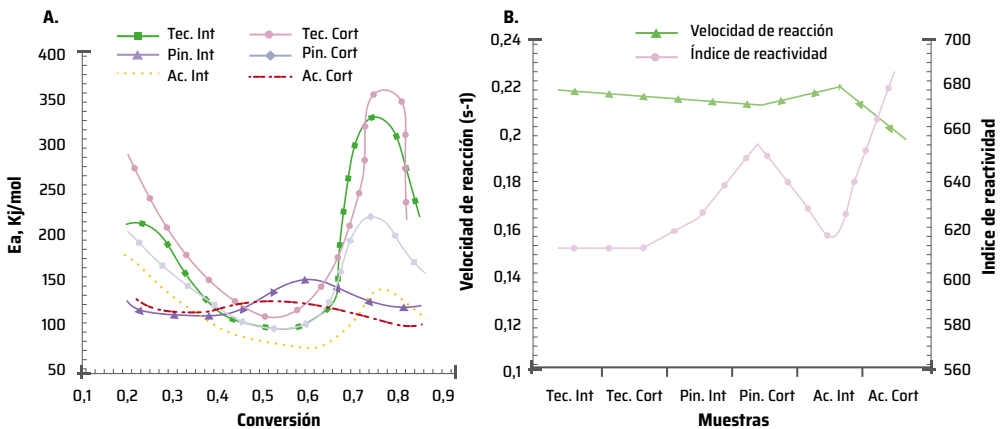 A.
Tec. Int
Tec. Cort
Pin. Int
Pin. Cort
Ac. Int
Ac. Cort
400
350
300
250
200
150
100
50
Ea, Kj/mol
0,1 0,2 0,3 0,4 0,5 0,6 0,7 0,8 0,9
Conversión
B.
Velocidad de reacción
Índice de reactividad
0,24
0,22
0,2
0,18
0,16
0,14
0,12
0,1
Velocidad de reacción (s-1)
700
680
660
640
620
600
580
560
Indice de reactividad
Tec. Int Tec. Cort Pin. Int Pin. Cort Ac. Int Ac. Cort
Muestras